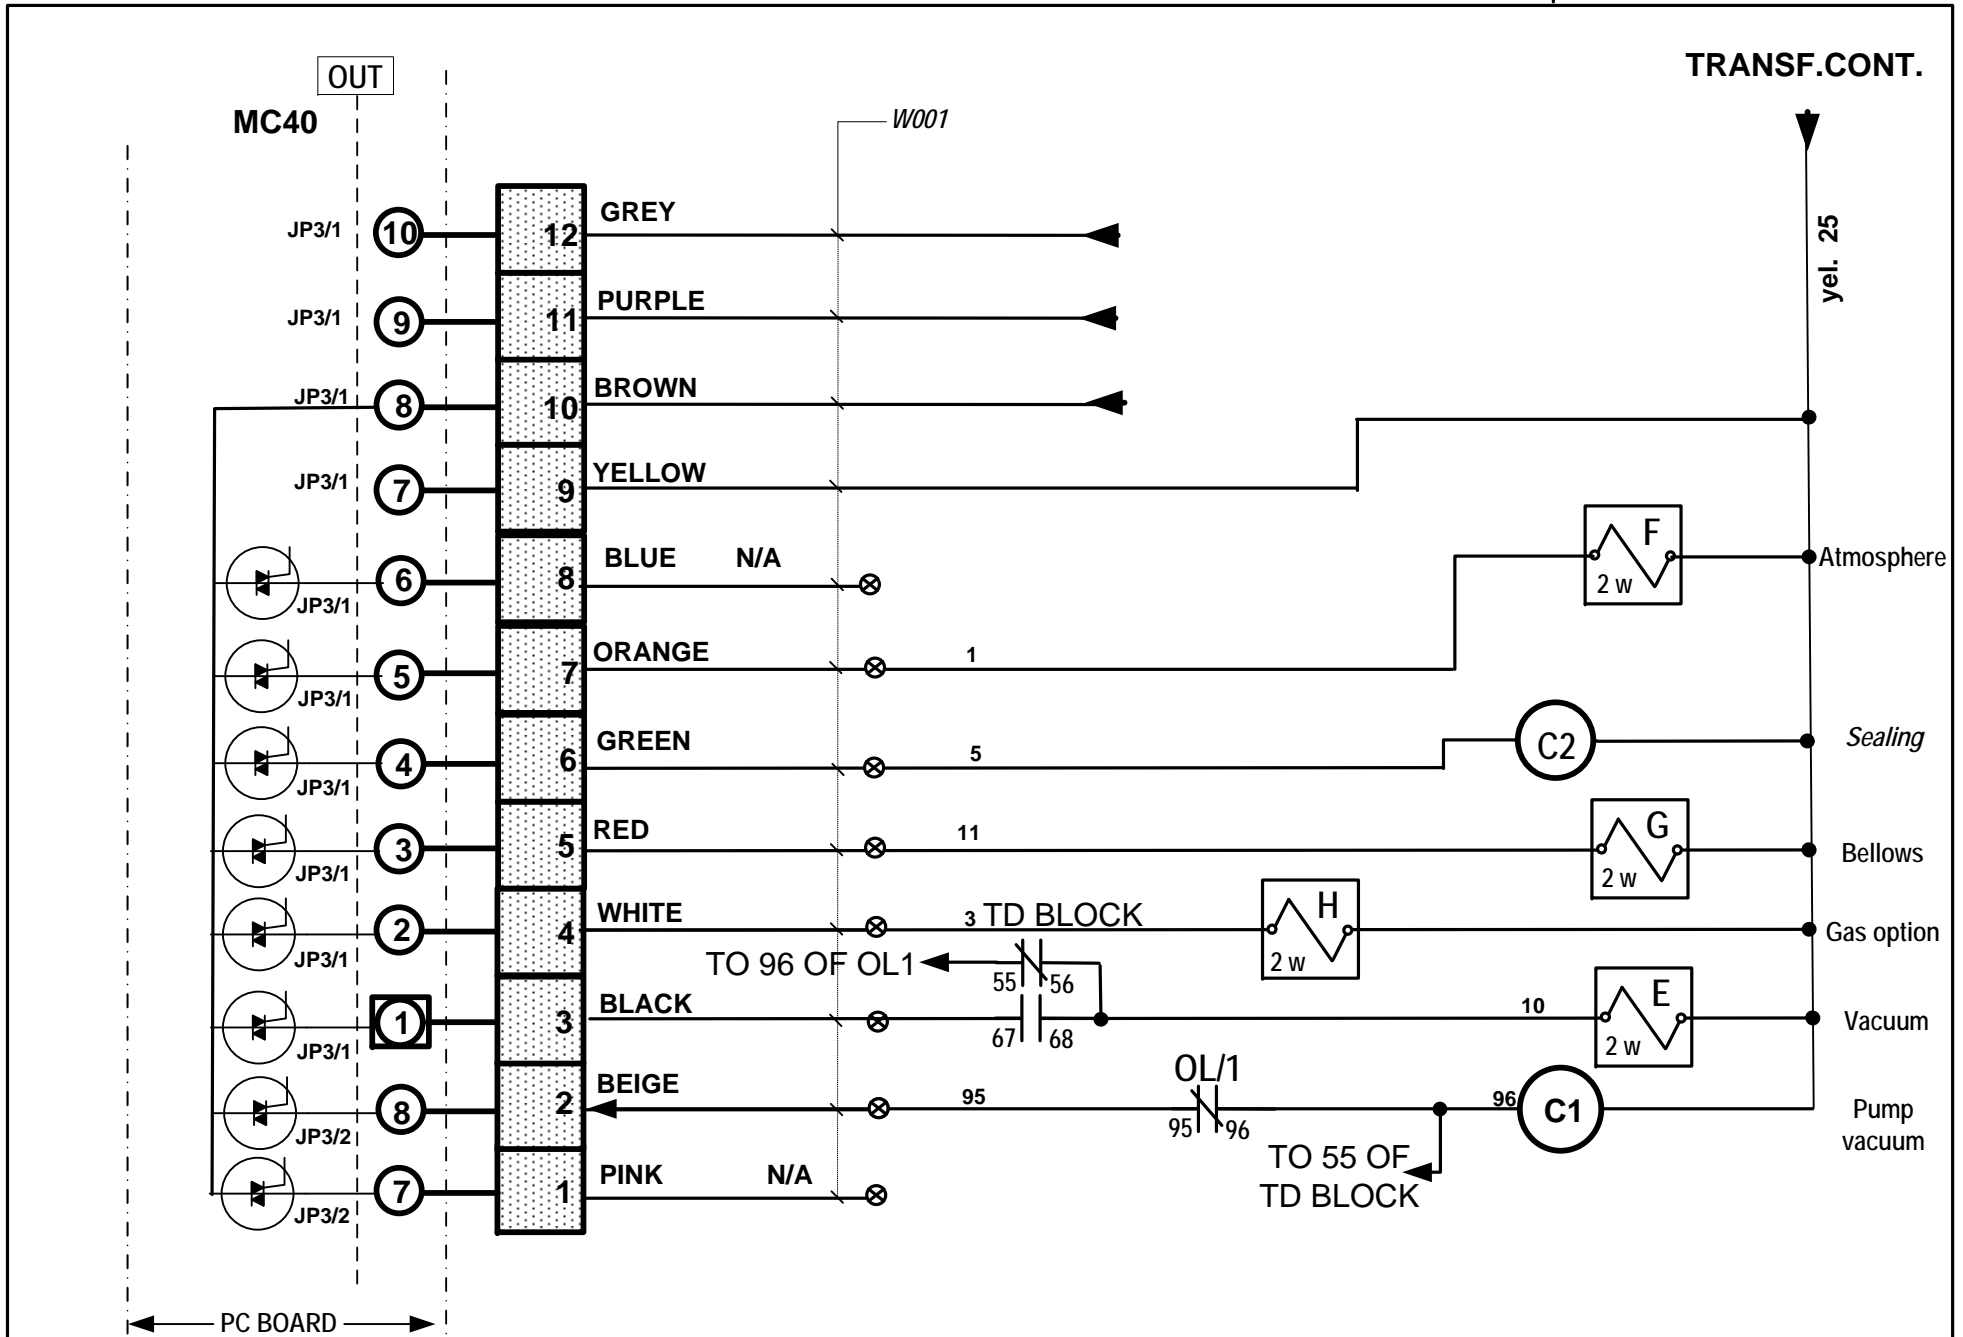 OUT
TRANSF.CONT.
MC40
W001
yel. 25
JP3/1 10 12 GREY
JP3/1 9 11 PURPLE
JP3/1 8 10 BROWN
JP3/1 7 9 YELLOW
JP3/1 6 8 BLUE N/A
F
2 w
Atmosphere
JP3/1 5 7 ORANGE 1
JP3/1 4 6 GREEN 5 C2 Sealing
JP3/1 3 5 RED 11
G
2 w
Bellows
JP3/1 2 4 WHITE 3 TD BLOCK
H
2 w
Gas option
TO 96 OF OL1
55 56
JP3/1 1 3 BLACK
67 68
10
E
2 w
Vacuum
JP3/2 8 2 BEIGE 95
OL/1
95 96
96 C1
Pump
vacuum
TO 55 OF
TD BLOCK
JP3/2 7 1 PINK N/A
PC BOARD